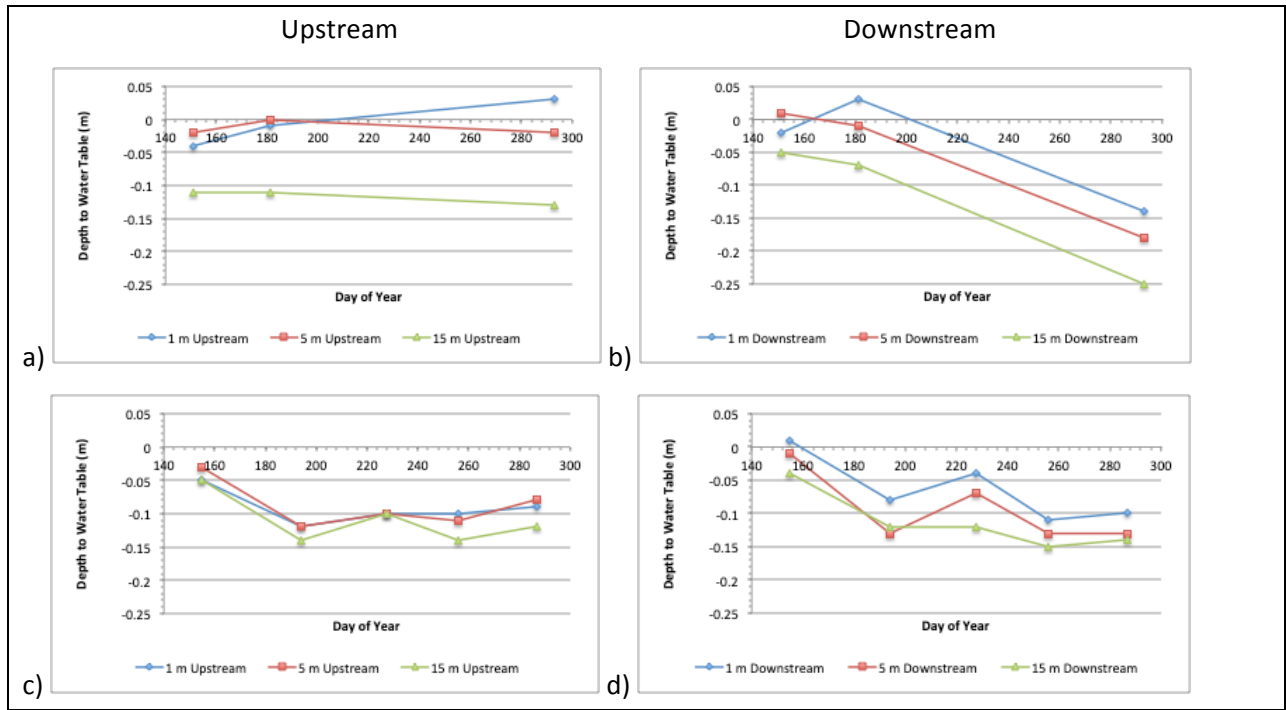 Upstream
Downstream
0.05
0
-0.05
-0.1
-0.15
-0.2
-0.25
140 160 180 200 220 240 260 280 300
Depth to Water Table (m)
Day of Year
1 m Upstream 5 m Upstream 15 m Upstream
a)
0.05
0
-0.05
-0.1
-0.15
-0.2
-0.25
140 160 180 200 220 240 260 280 300
Depth to Water Table (m)
Day of Year
1 m Downstream 5 m Downstream 15 m Downstream
b)
0.05
0
-0.05
-0.1
-0.15
-0.2
-0.25
140 160 180 200 220 240 260 280 300
Depth to Water Table (m)
Day of Year
1 m Upstream 5 m Upstream 15 m Upstream
c)
0.05
0
-0.05
-0.1
-0.15
-0.2
-0.25
140 160 180 200 220 240 260 280 300
Depth to Water Table (m)
Day of Year
1 m Downstream 5 m Downstream 15 m Downstream
d)